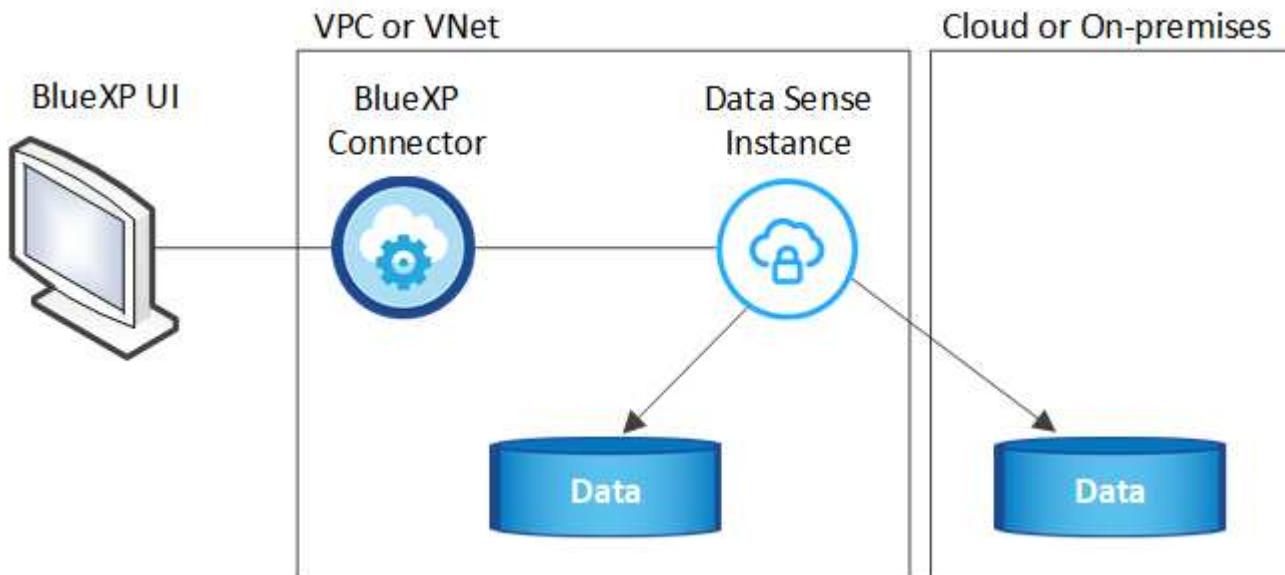 VPC or VNet
Cloud or On-premises
BlueXP UI
BlueXP
Connector
Data Sense
Instance
Data
Data